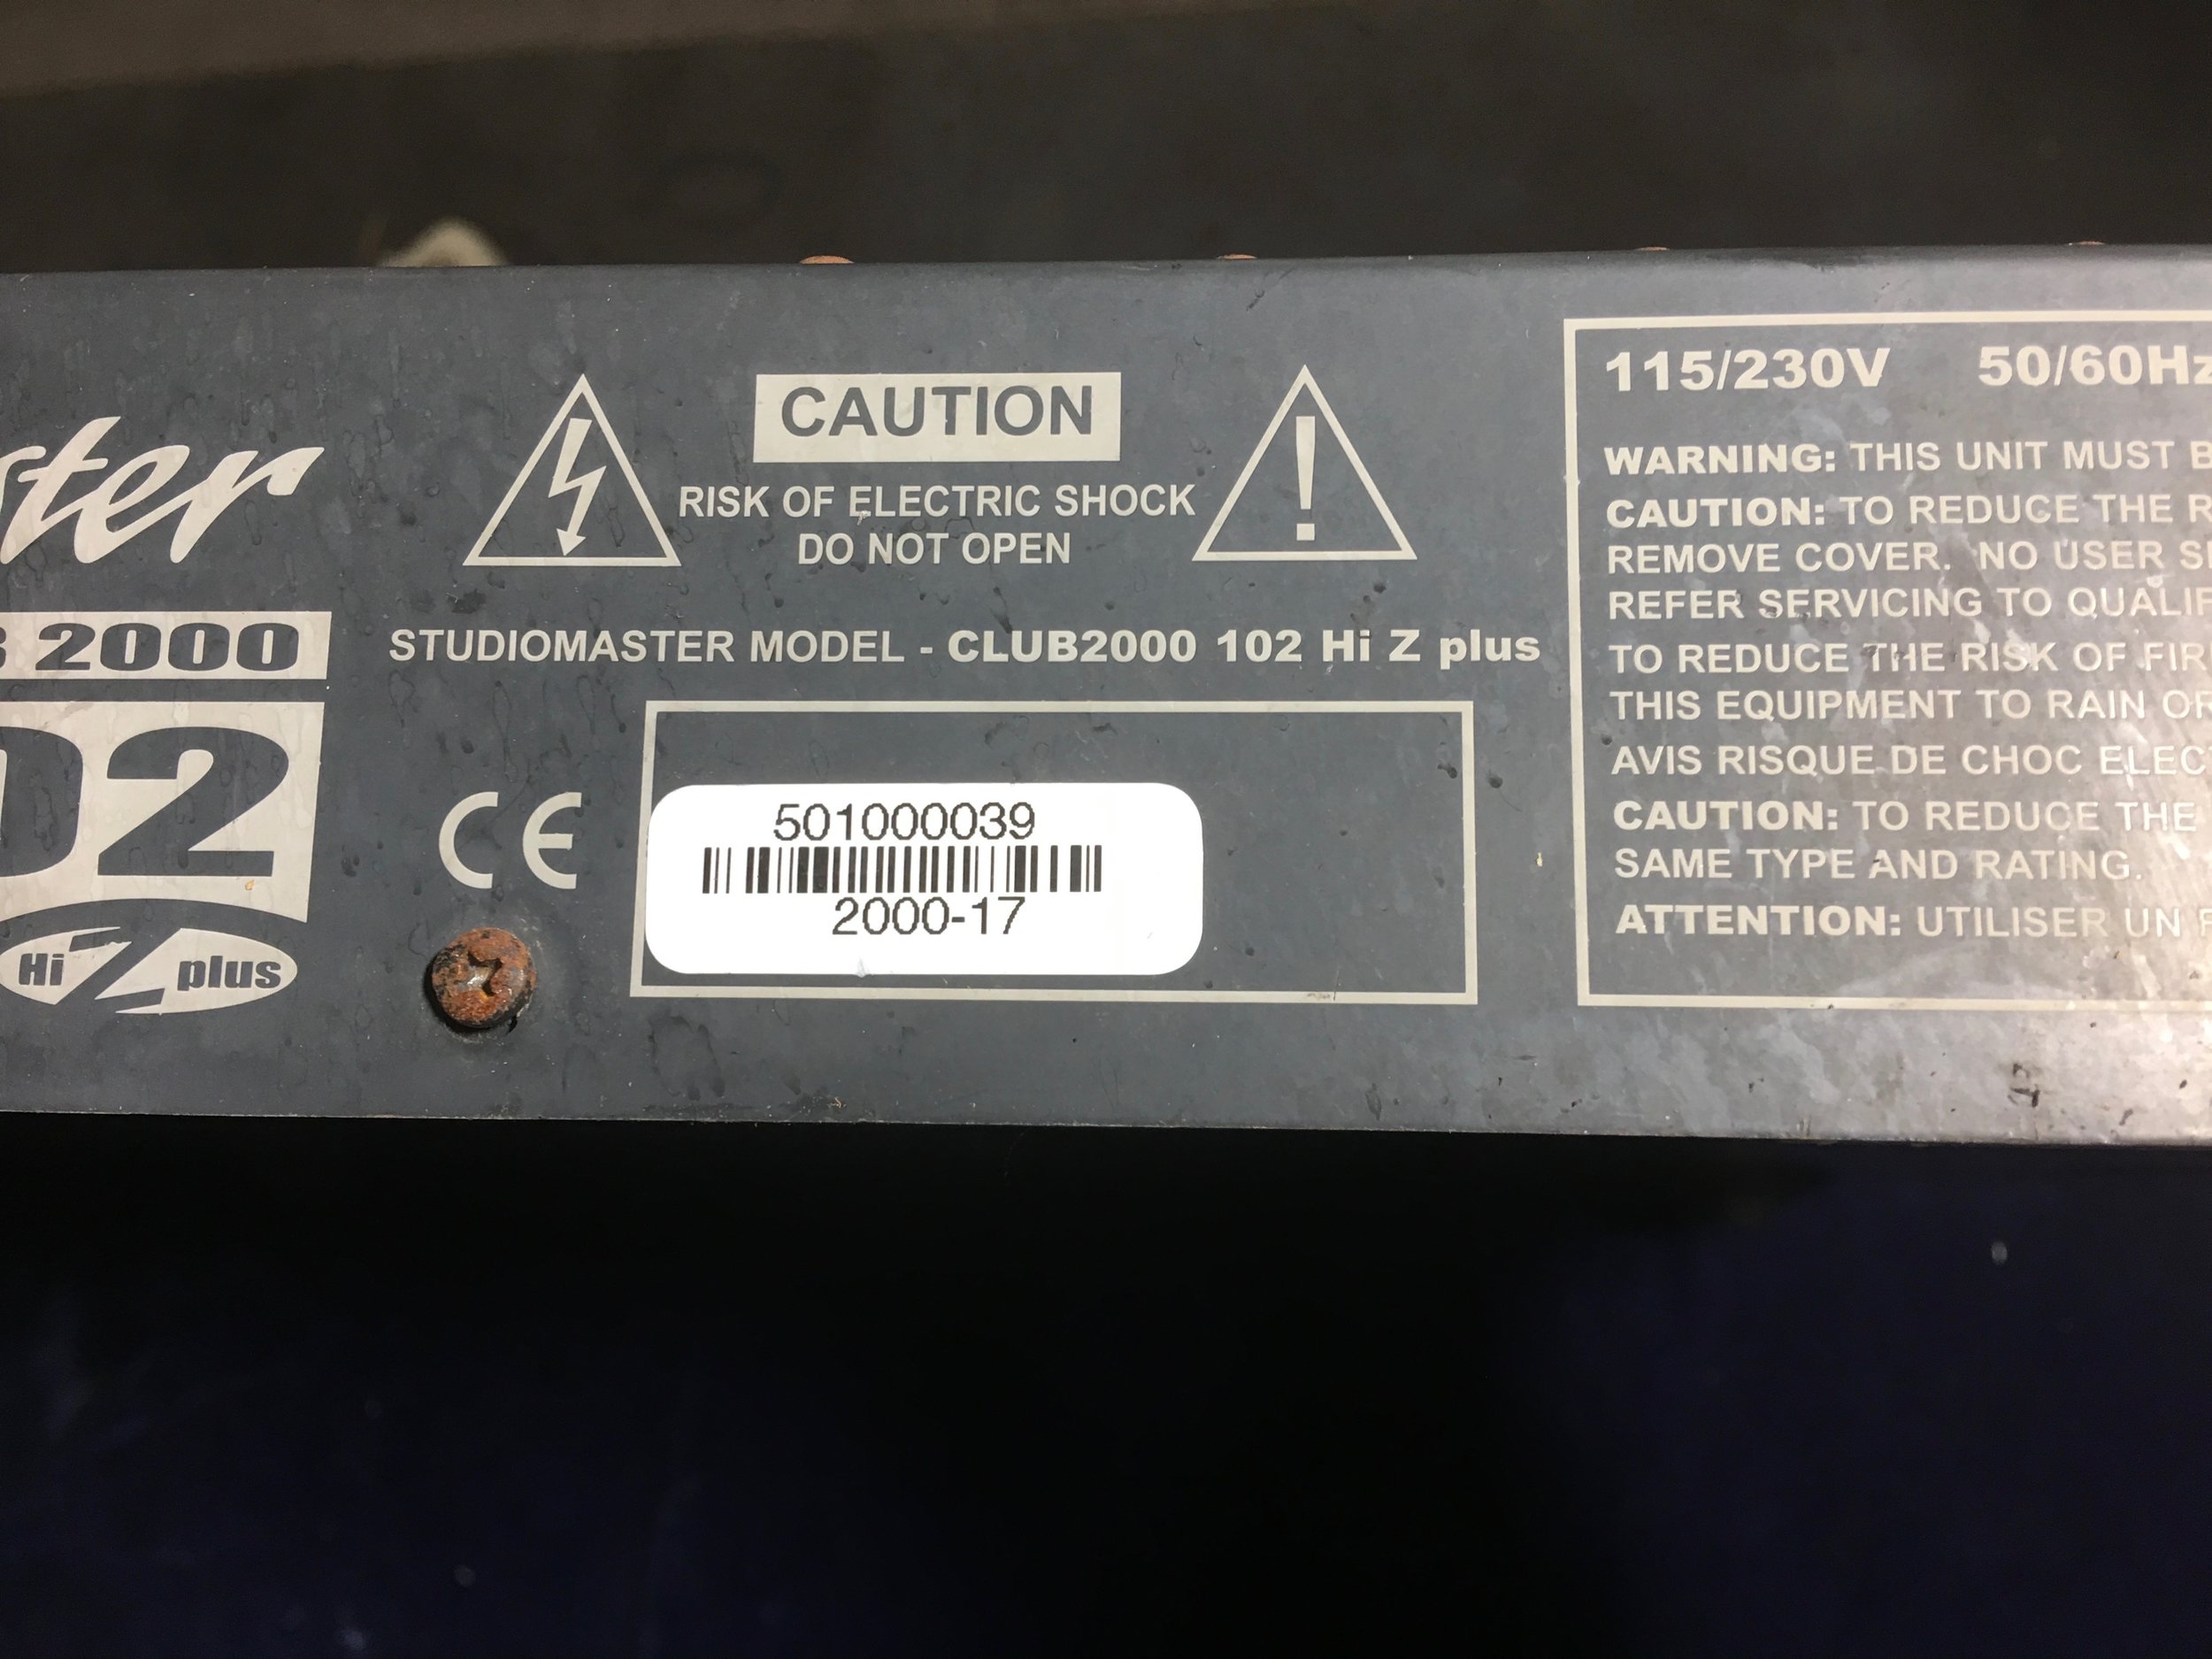 2000
2
Hi Z plus
CAUTION
RISK OF ELECTRIC SHOCK
DO NOT OPEN
STUDIOMASTER MODEL - CLUB2000 102 Hi Z plus
CE
501000039
2000-17
115/230V 50/60Hz
WARNING: THIS UNIT MUST
CAUTION: TO REDUCE THE
REMOVE COVER. NO USER
REFER SERVICING TO
TO REDUCE THE RISK OF
THIS EQUIPMENT TO RAIN
AVIS RISQUE DE CHOC
CAUTION: TO REDUCE THE
SAME TYPE AND RATING.
ATTENTION: UTILISER UN